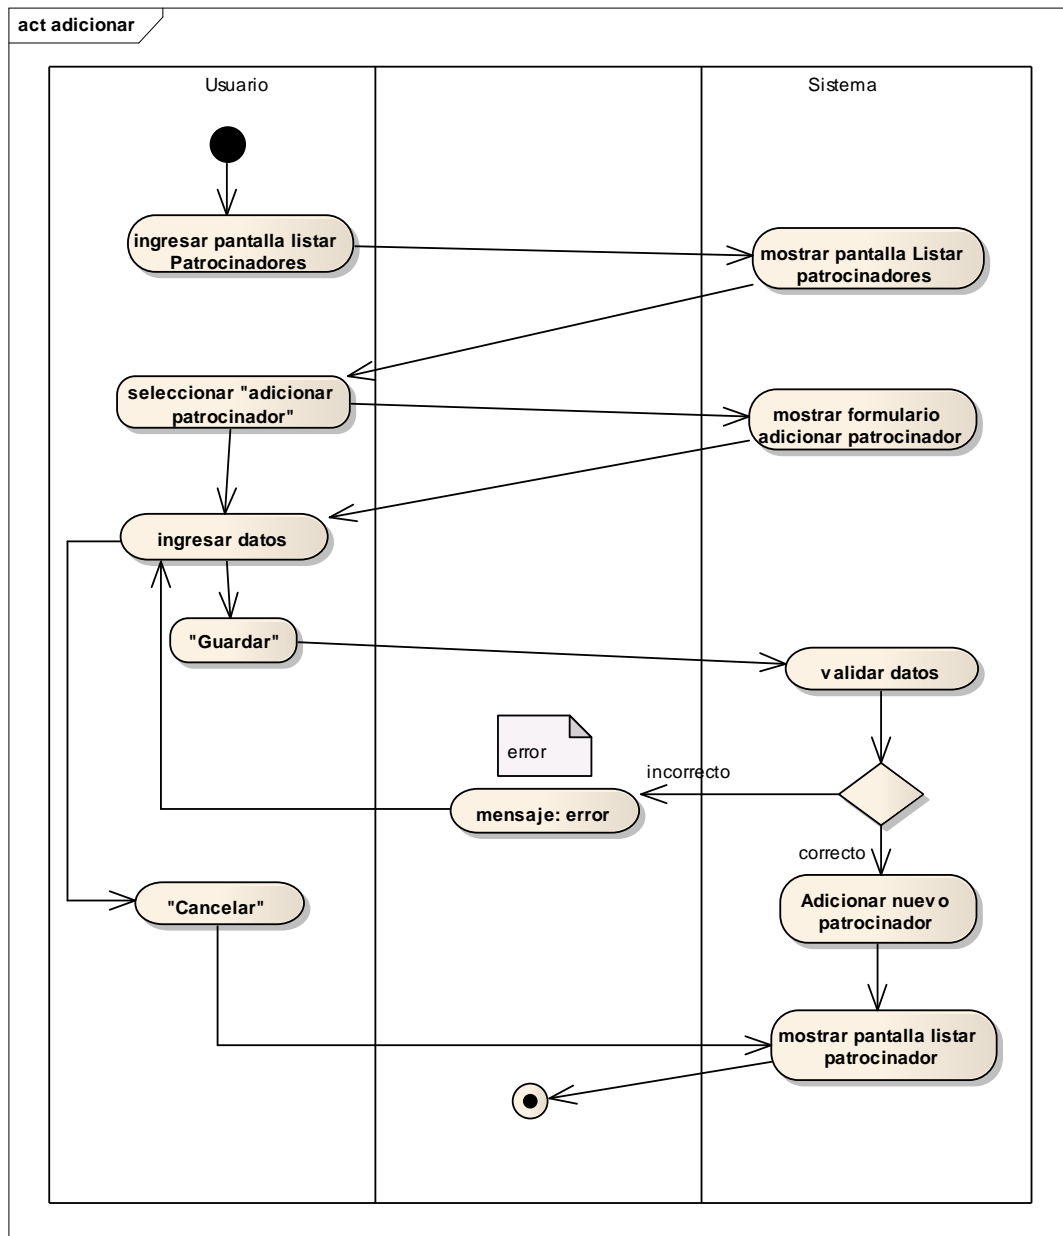 act adicionar
Usuario
Sistema
ingresar pantalla listar
Patrocinadores
mostrar pantalla Listar
patrocinadores
seleccionar "adicionar
patrocinador"
mostrar formulario
adicionar patrocinador
ingresar datos
"Guardar"
validar datos
error
incorrecto
mensaje: error
correcto
"Cancelar"
Adicionar nuevo
patrocinador
mostrar pantalla listar
patrocinador